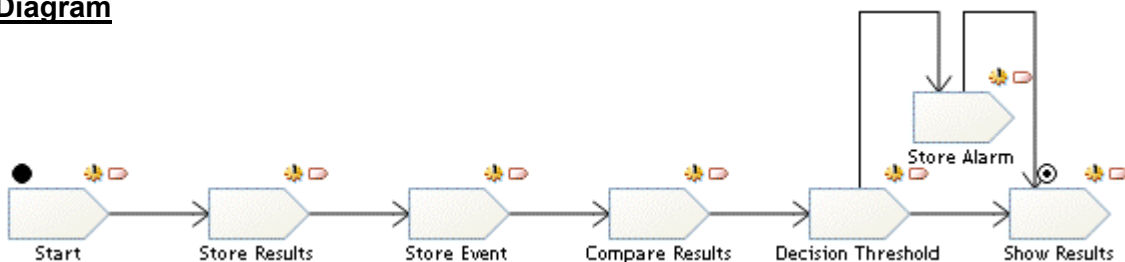 Diagram
Store Alarm
Start
Store Results
Store Event
Compare Results
Decision Threshold
Show Results